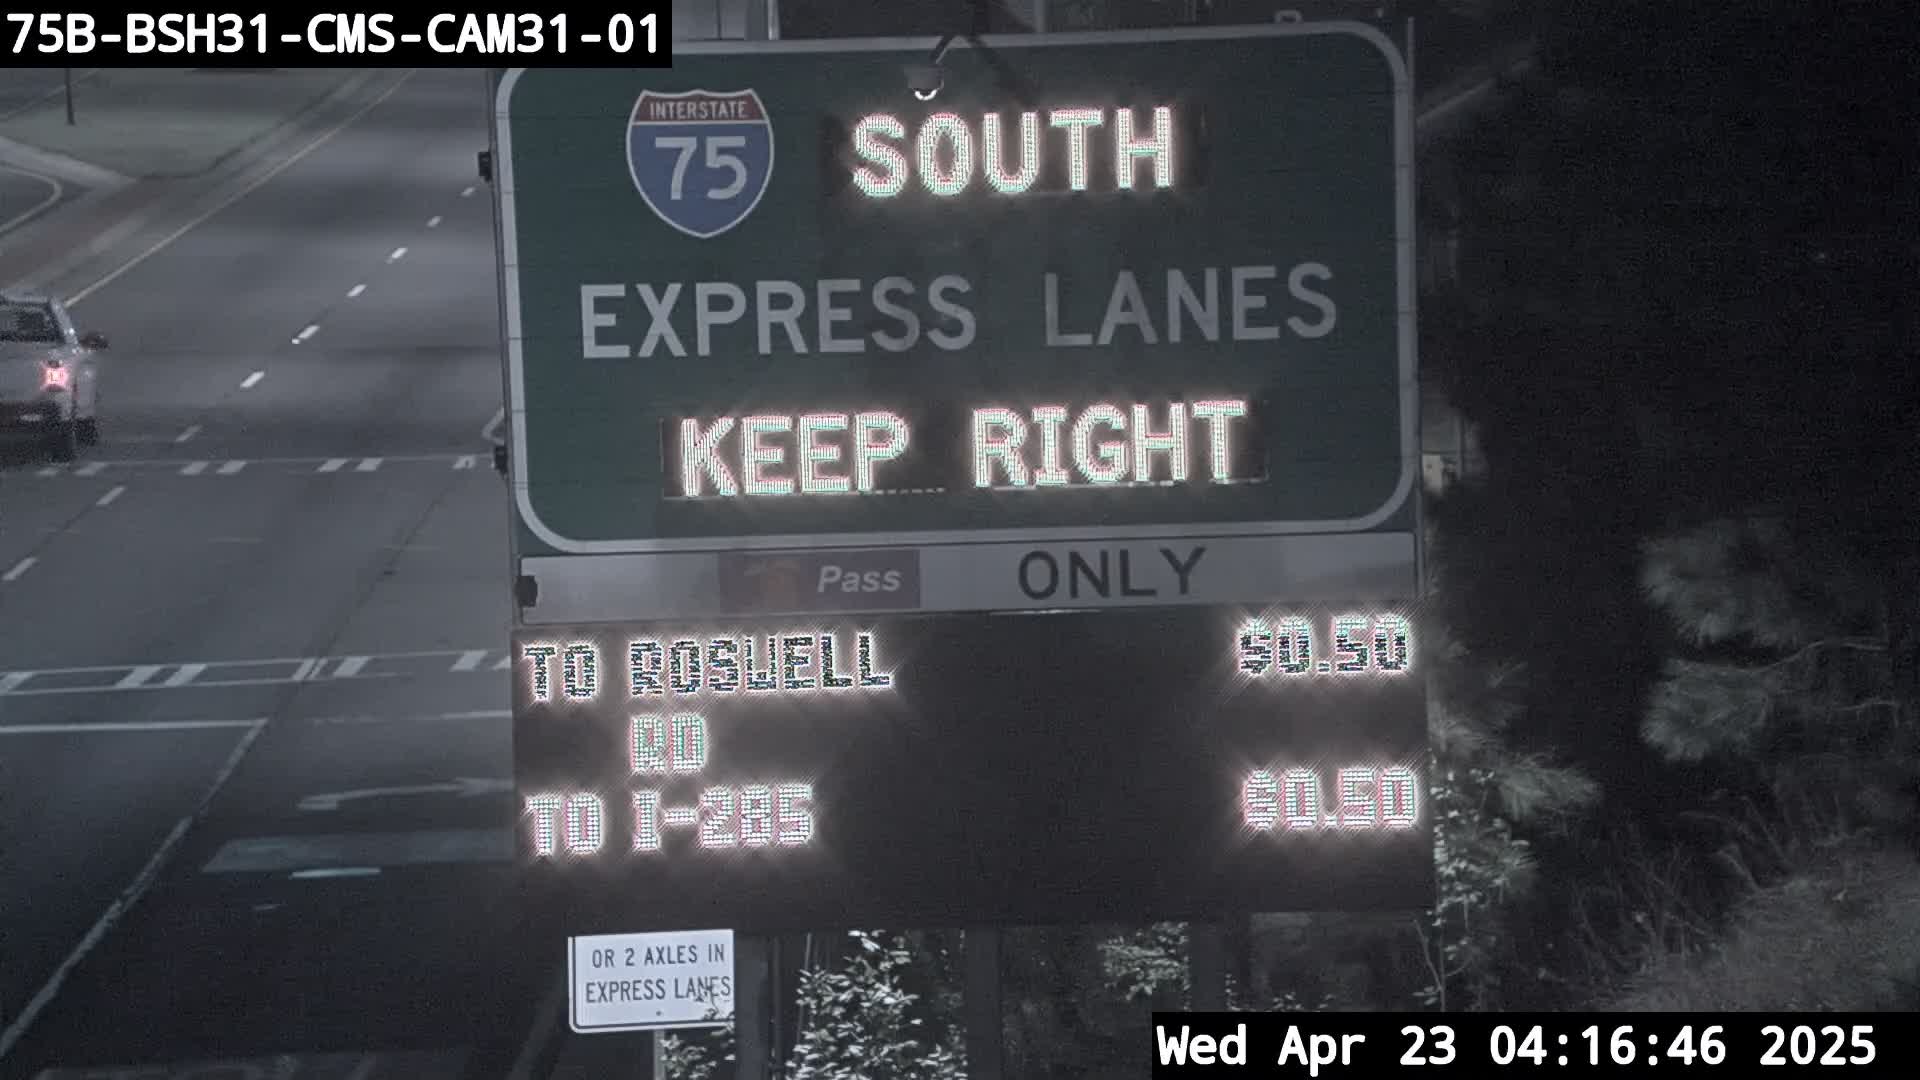 75B-BSH31-CMS-CAM31-01
INTERSTATE
75
SOUTH
EXPRESS LANES
KEEP RIGHT
Pass ONLY
TO ROSWELL $0.50
RD
TO I-285 $0.50
OR 2 AXLES IN
EXPRESS LANES
Wed Apr 23 04:16:46 2025